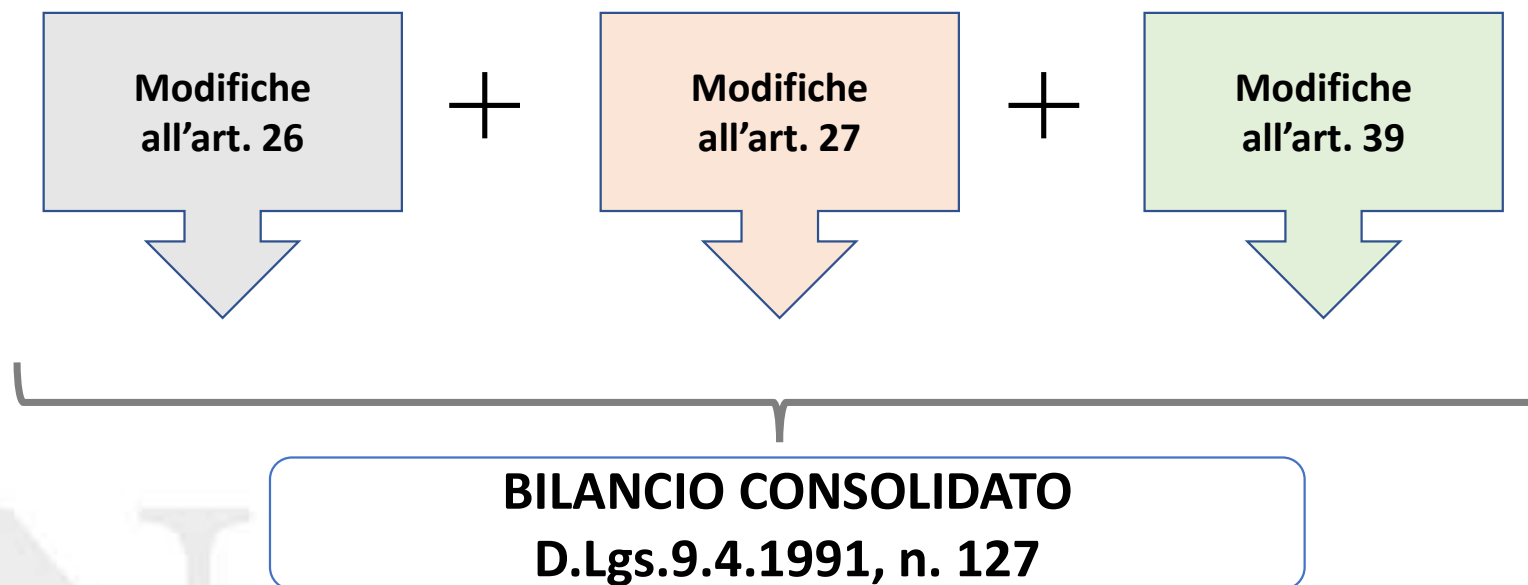 Modifiche
all’art. 26
+
Modifiche
all’art. 27
+
Modifiche
all’art. 39
BILANCIO CONSOLIDATO
D.Lgs.9.4.1991, n. 127